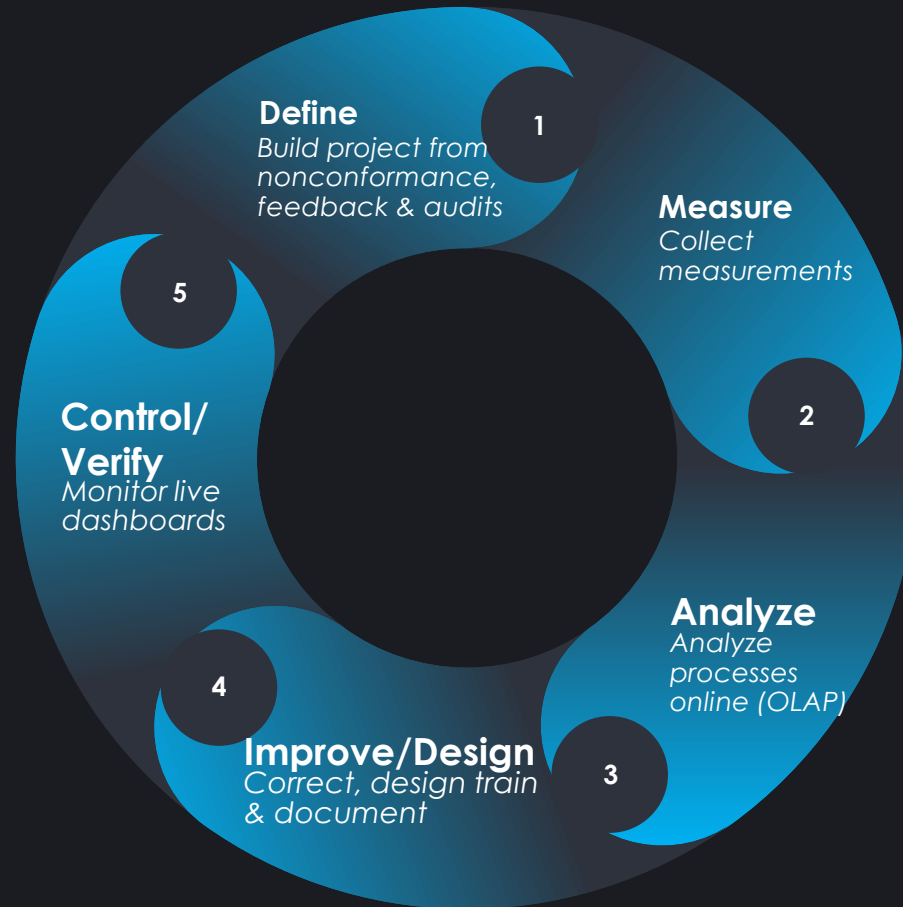 1
Define
Build project from
nonconformance,
feedback & audits
2
Measure
Collect
measurements
3
Analyze
Analyze
processes
online (OLAP)
4
Improve/Design
Correct, design train
& document
5
Control/
Verify
Monitor live
dashboards